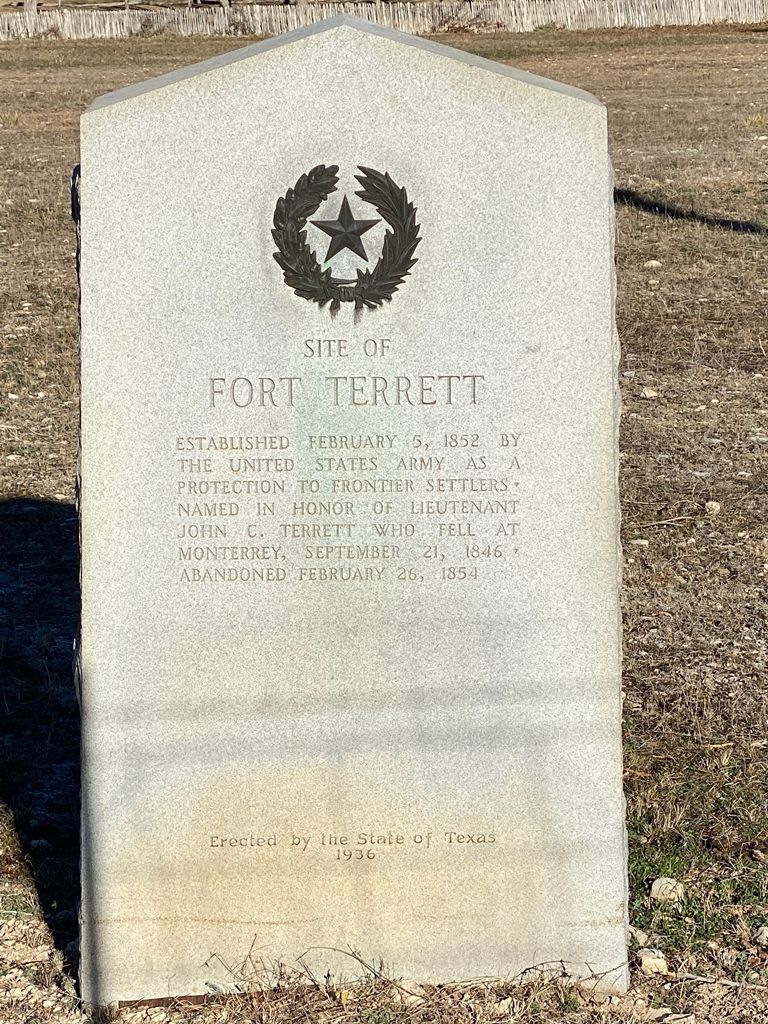 SITE OF
FORT TERRETT
ESTABLISHED FEBRUARY 5, 1852 BY
THE UNITED STATES ARMY AS A
PROTECTION TO FRONTIER SETTLERS ▾
NAMED IN HONOR OF LIEUTENANT
JOHN C. TERRETT WHO FELL AT
MONTERREY, SEPTEMBER 21, 1846 ▾
ABANDONED FEBRUARY 26, 1854
Erected by the State of Texas
1936